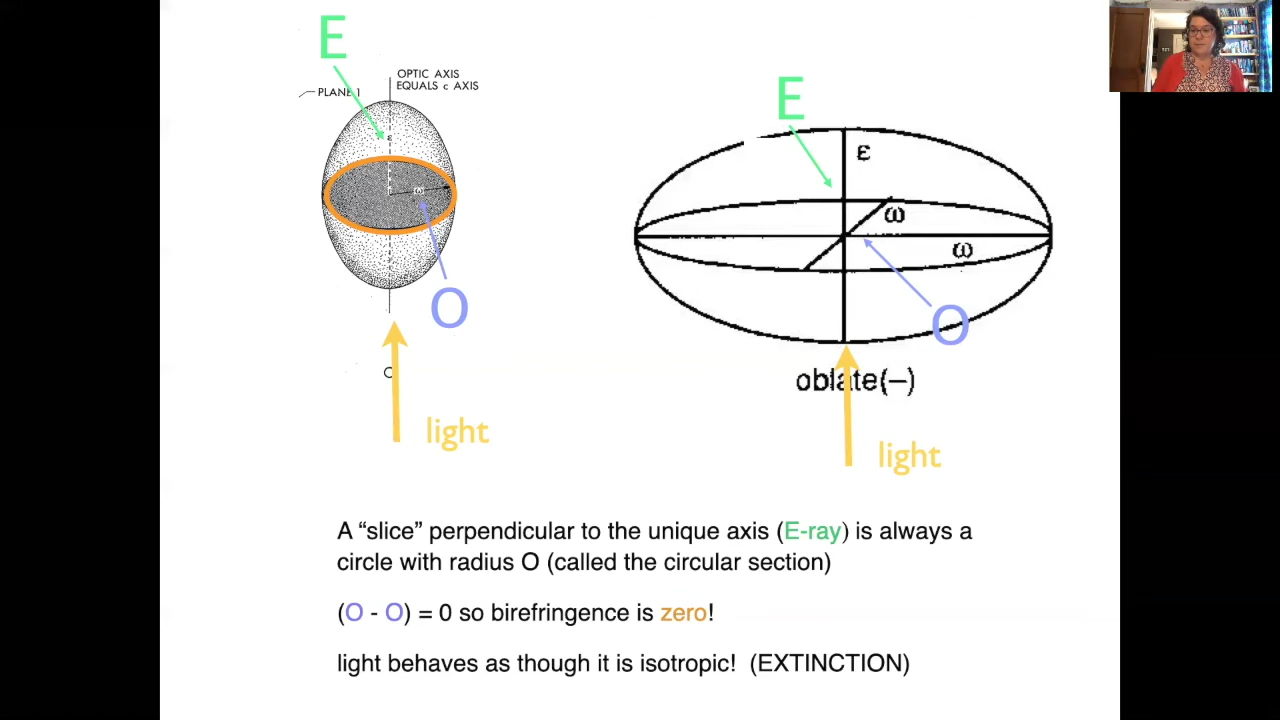 E
OPTIC AXIS
EQUALS c AXIS
PLANE 1
ε
ω
O
light
E
ε
ω
ω
O
oblate(–)
light
A “slice” perpendicular to the unique axis (E-ray) is always a
circle with radius O (called the circular section)
(O - O) = 0 so birefringence is zero!
light behaves as though it is isotropic! (EXTINCTION)